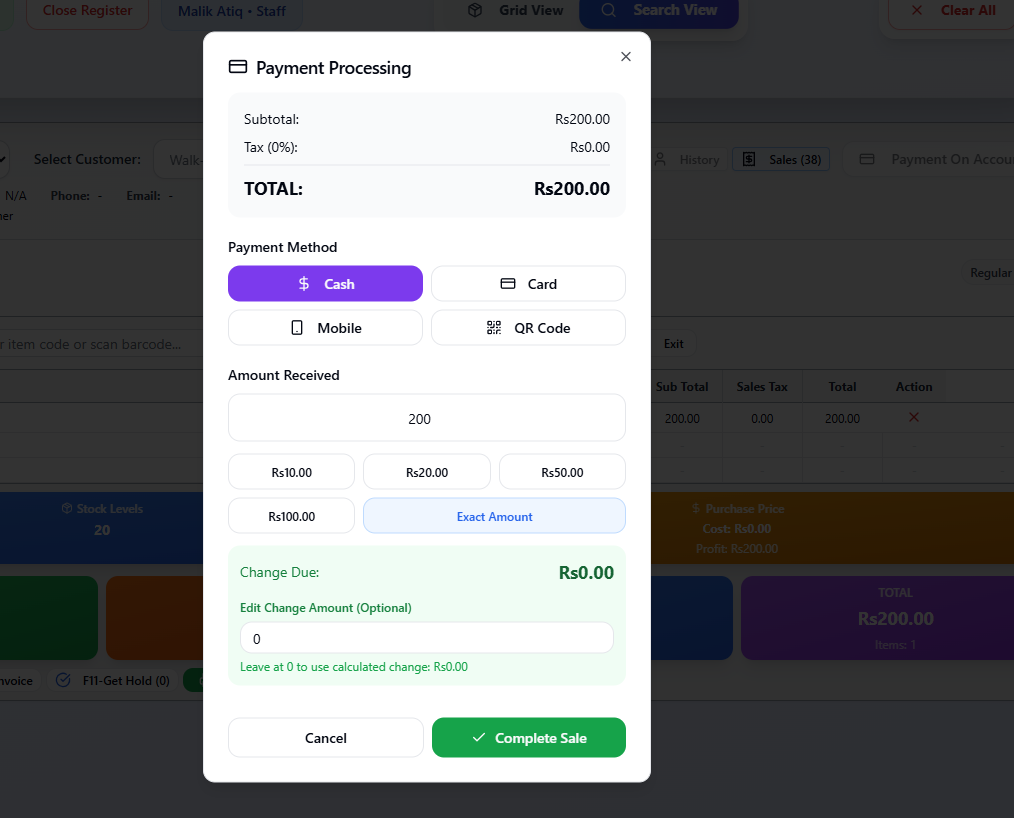 Close Register
Malik Atiq • Staff
Grid View
Search View
Clear All
Payment Processing
Subtotal: Rs200.00
Tax (0%): Rs0.00
TOTAL: Rs200.00
Select Customer:
Walk-
History
Sales (38)
Payment On Accou
N/A Phone: - Email: -
ner
Payment Method
Cash
Card
Mobile
QR Code
Regular
r item code or scan barcode...
Exit
Amount Received
200
Sub Total Sales Tax Total Action
200.00 0.00 200.00
Rs10.00
Rs20.00
Rs50.00
Rs100.00
Exact Amount
Stock Levels
20
Purchase Price
Cost: Rs0.00
Profit: Rs200.00
Change Due: Rs0.00
Edit Change Amount (Optional)
0
Leave at 0 to use calculated change: Rs0.00
TOTAL
Rs200.00
Items: 1
nvoice
F11-Get Hold (0)
Cancel
Complete Sale